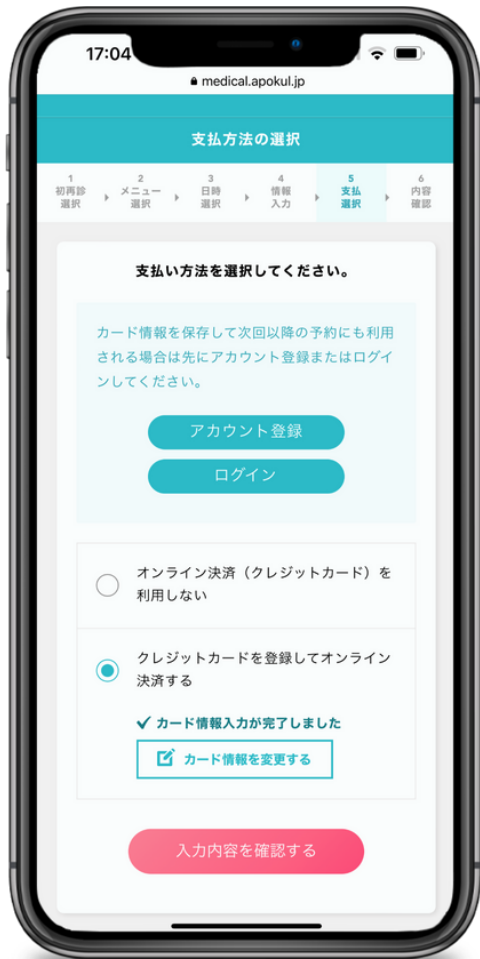 17:04
medical.apokul.jp
支払方法の選択
1 2 3 4 5 6
初再診 メニュー 日時 情報 支払 内容
選択 選択 選択 入力 選択 確認
支払い方法を選択してください。
カード情報を保存して次回以降の予約にも利用
される場合は先にアカウント登録またはログイ
ンしてください。
アカウント登録
ログイン
オンライン決済（クレジットカード）を
利用しない
クレジットカードを登録してオンライン
決済する
カード情報入力が完了しました
カード情報を変更する
入力内容を確認する